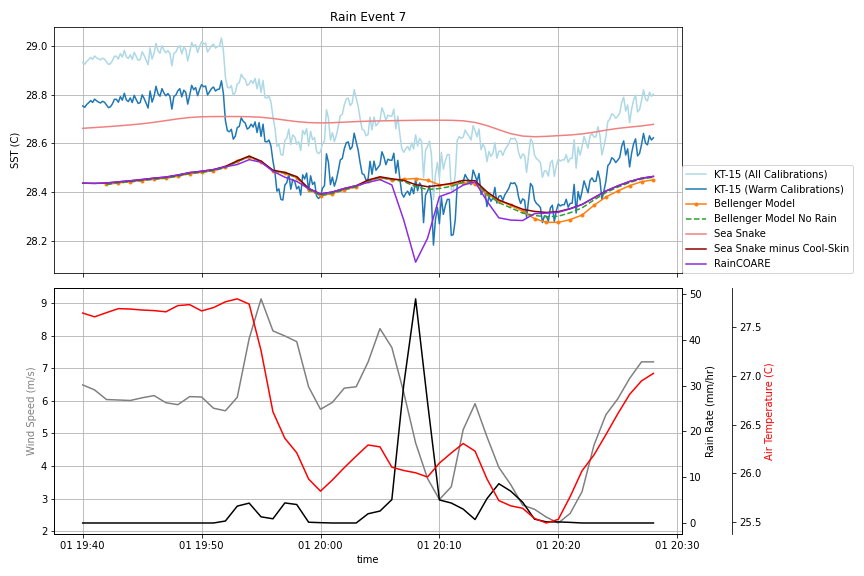 Rain Event 7
29.0
28.8
28.6
28.4
28.2
SST (C)
KT-15 (All Calibrations)
KT-15 (Warm Calibrations)
Bellenger Model
Bellenger Model No Rain
Sea Snake
Sea Snake minus Cool-Skin
RainCOARE
9
8
7
6
5
4
3
2
Wind Speed (m/s)
50
40
30
20
10
0
Rain Rate (mm/hr)
27.5
27.0
26.5
26.0
25.5
Air Temperature (C)
01 19:40
01 19:50
01 20:00
01 20:10
01 20:20
01 20:30
time